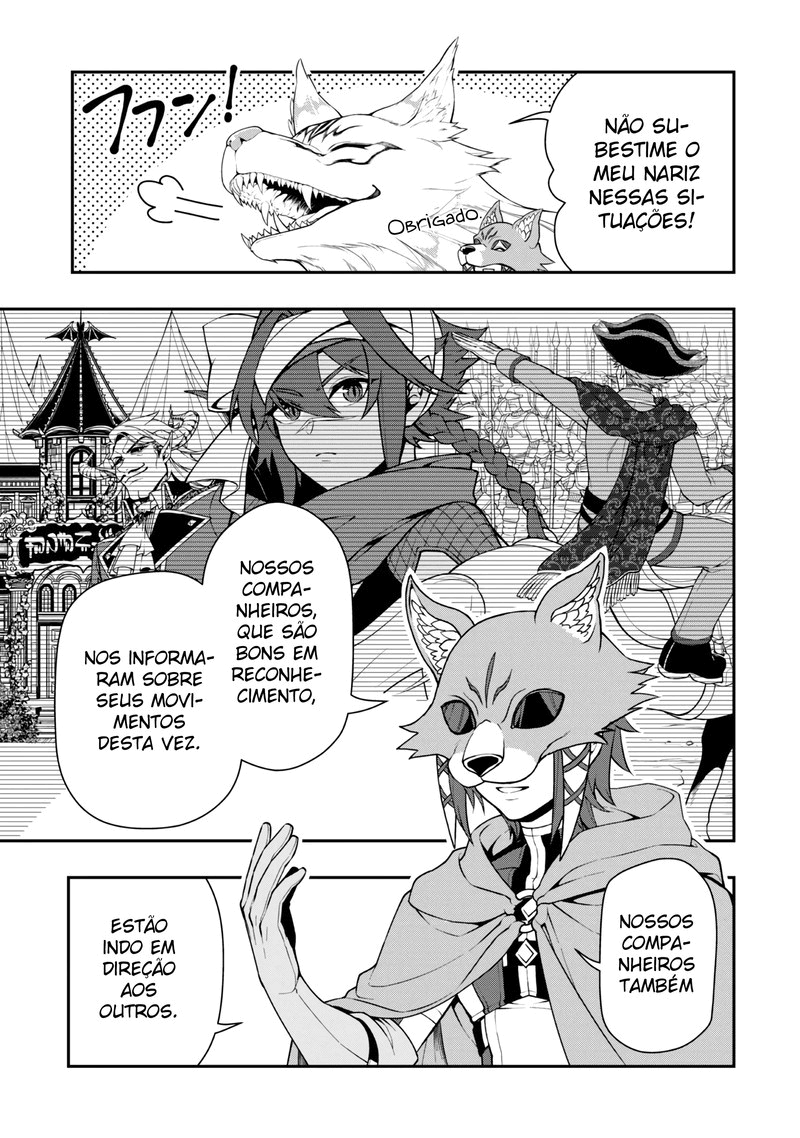 NÃO SU-
BESTIME O
MEU NARIZ
NESSAS SI-
TUAÇÕES!
フフン!
Obrigado.
NOSSOS
COMPA-
NHEIROS,
QUE SÃO
BONS EM
RECONHE-
CIMENTO,
NOS INFORMA-
RAM SOBRE
SEUS MOVI-
MENTOS
DESTA VEZ.
NOSSOS
COMPA-
NHEIROS
TAMBÉM
ESTÃO
INDO EM
DIREÇÃO
AOS
OUTROS.